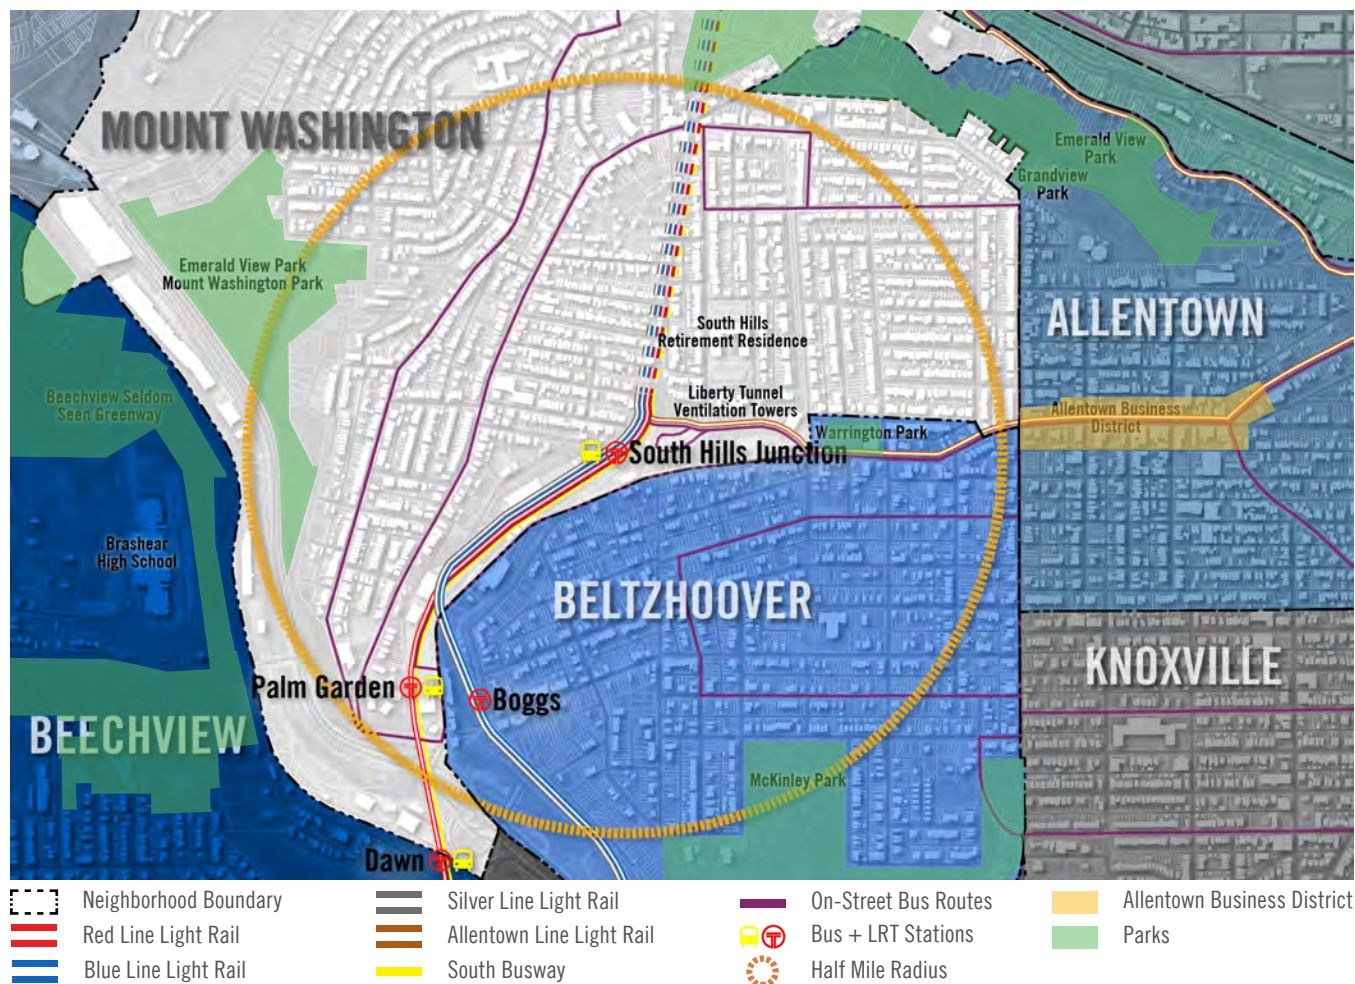 MOUNT WASHINGTON
Emerald View
Park
Grandview
Park
Emerald View Park
Mount Washington Park
ALLENTOWN
South Hills
Retirement Residence
Beechview Seldom
Seen Greenway
Liberty Tunnel
Ventilation Towers
Allentown Business
District
Warrington Park
South Hills Junction
Brashear
High School
BELTZHOOVER
KNOXVILLE
Palm Garden
Boggs
BEECHVIEW
McKinley Park
Dawn
Neighborhood Boundary
Red Line Light Rail
Blue Line Light Rail
Silver Line Light Rail
Allentown Line Light Rail
South Busway
On-Street Bus Routes
Bus + LRT Stations
Half Mile Radius
Allentown Business District
Parks